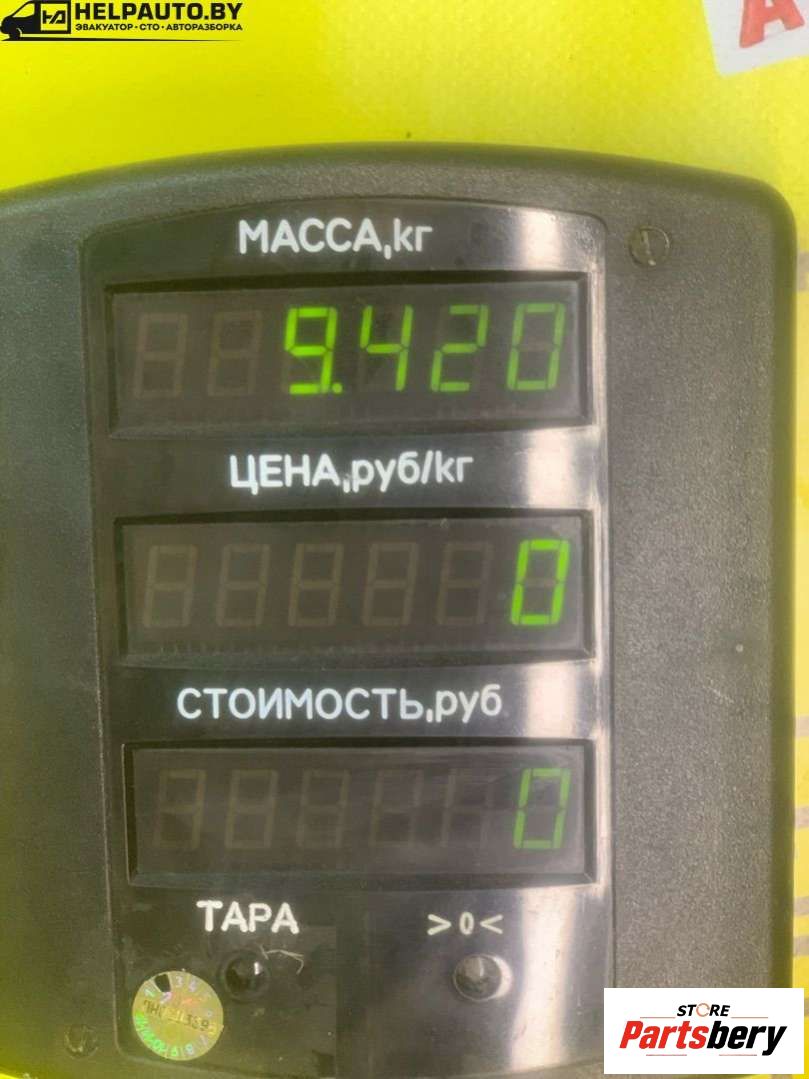 HELPAUTO.BY
ЭВАКУАТОР • СТО • АВТОРАЗБОРКА
А
МАССА,кг
9.420
ЦЕНА,руб/кг
0
СТОИМОСТЬ,руб
0
ТАРА >0<
STORE
Partsbery